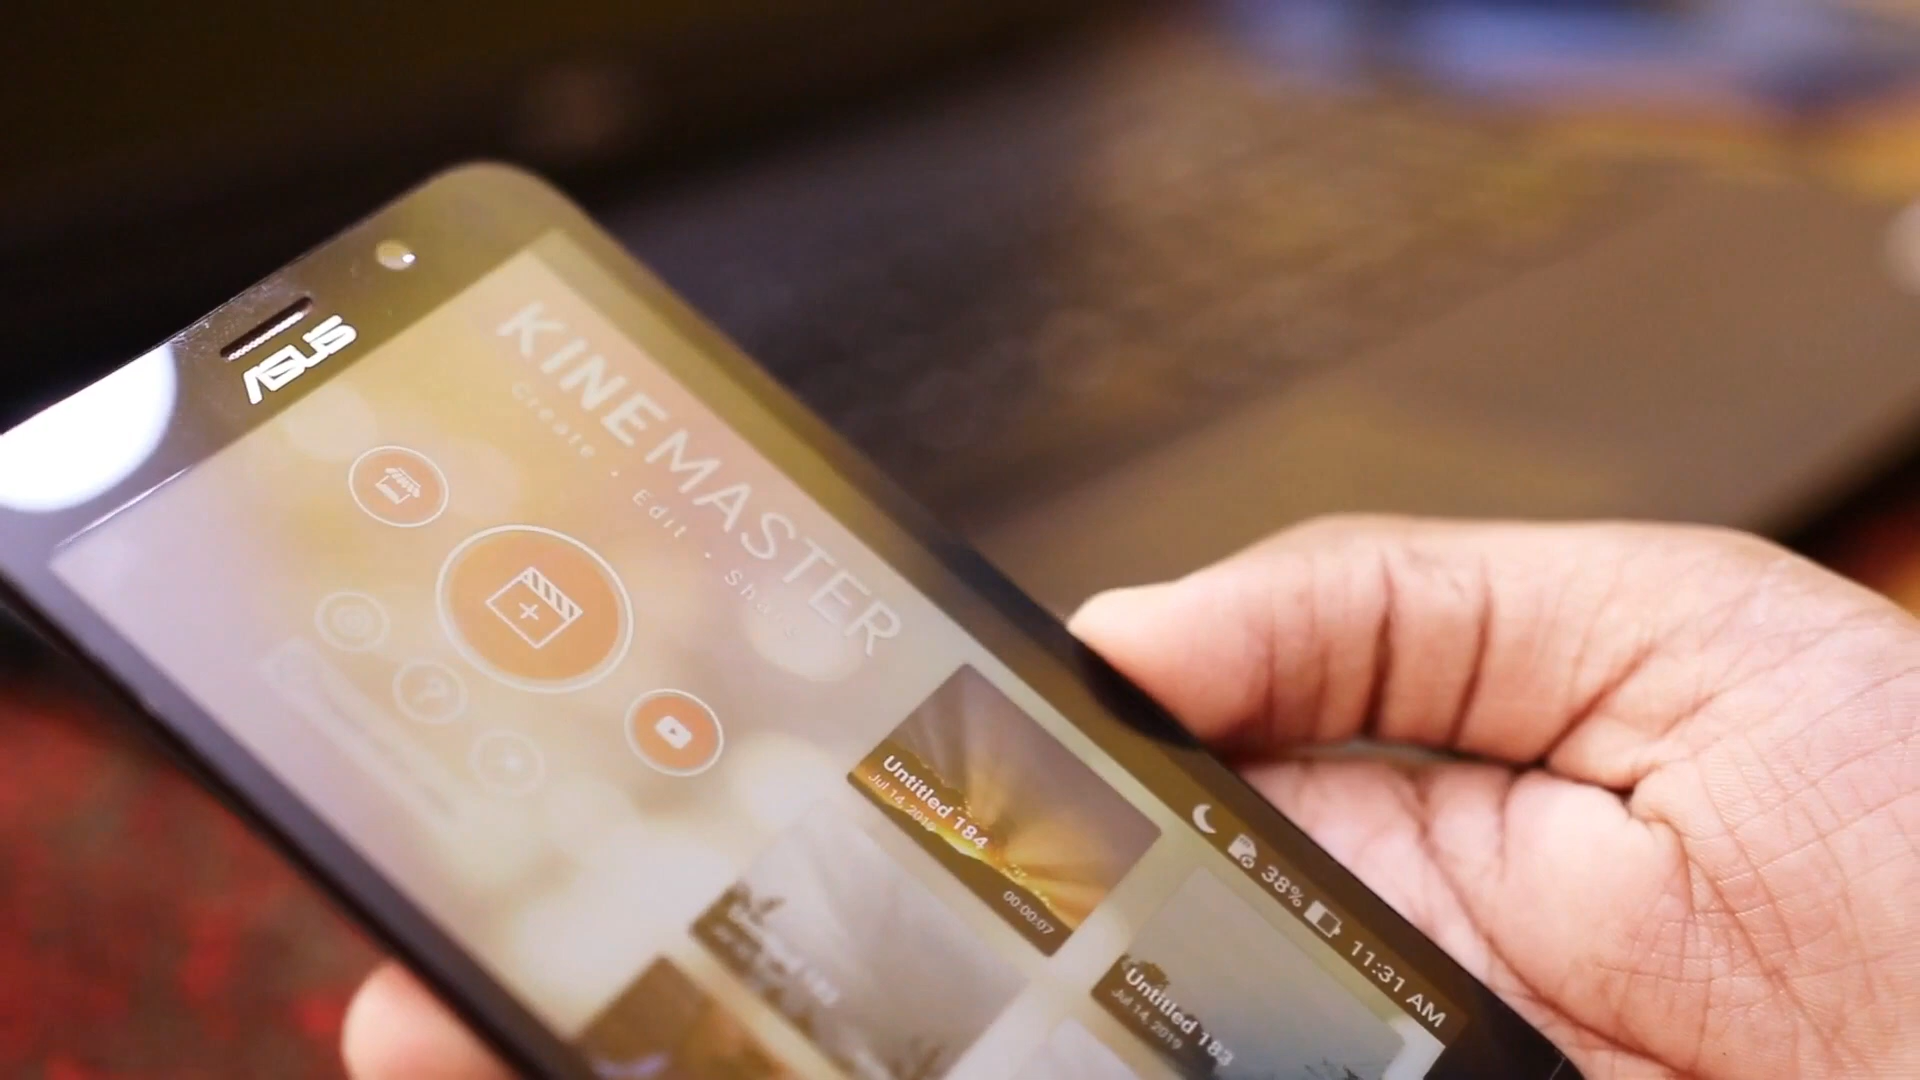 ASUS
KINEMASTER
Create • Edit • Share
Untitled 184
Jul 14, 2019
00:00:07
Untitled 183
Jul 14, 2019
38%
11:31 AM